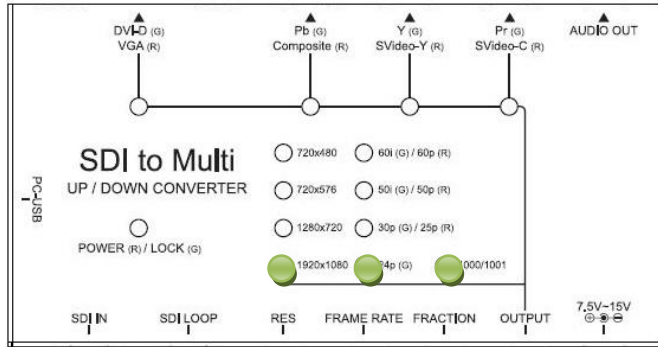 DVI-D (G)
VGA (R)
Pb (G)
Composite (R)
Y (G)
SVideo-Y (R)
Pr (G)
SVideo-C (R)
AUDIO OUT
SDI to Multi
UP / DOWN CONVERTER
PC-USB
POWER (R) / LOCK (G)
720x480
60i (G) / 60p (R)
720x576
50i (G) / 50p (R)
1280x720
30p (G) / 25p (R)
1920x1080
24p (G)
1000/1001
7.5V~15V
SDI IN
SDI LOOP
RES
FRAME RATE
FRACTION
OUTPUT